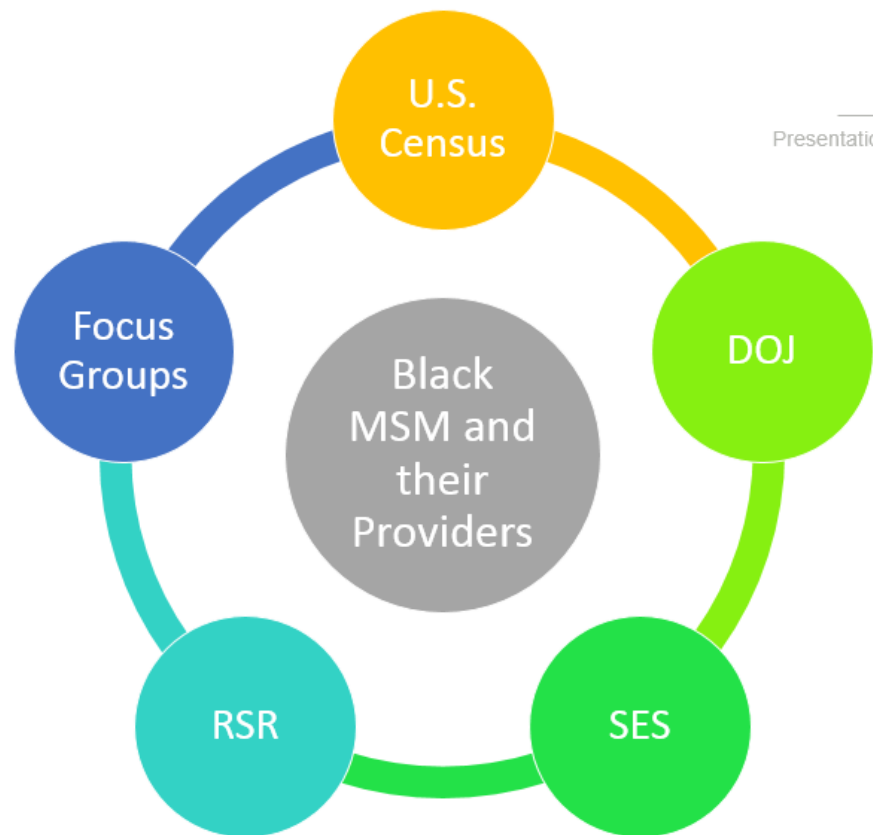 U.S.
Census
Presentatio
DOJ
Focus
Groups
Black
MSM and
their
Providers
RSR
SES